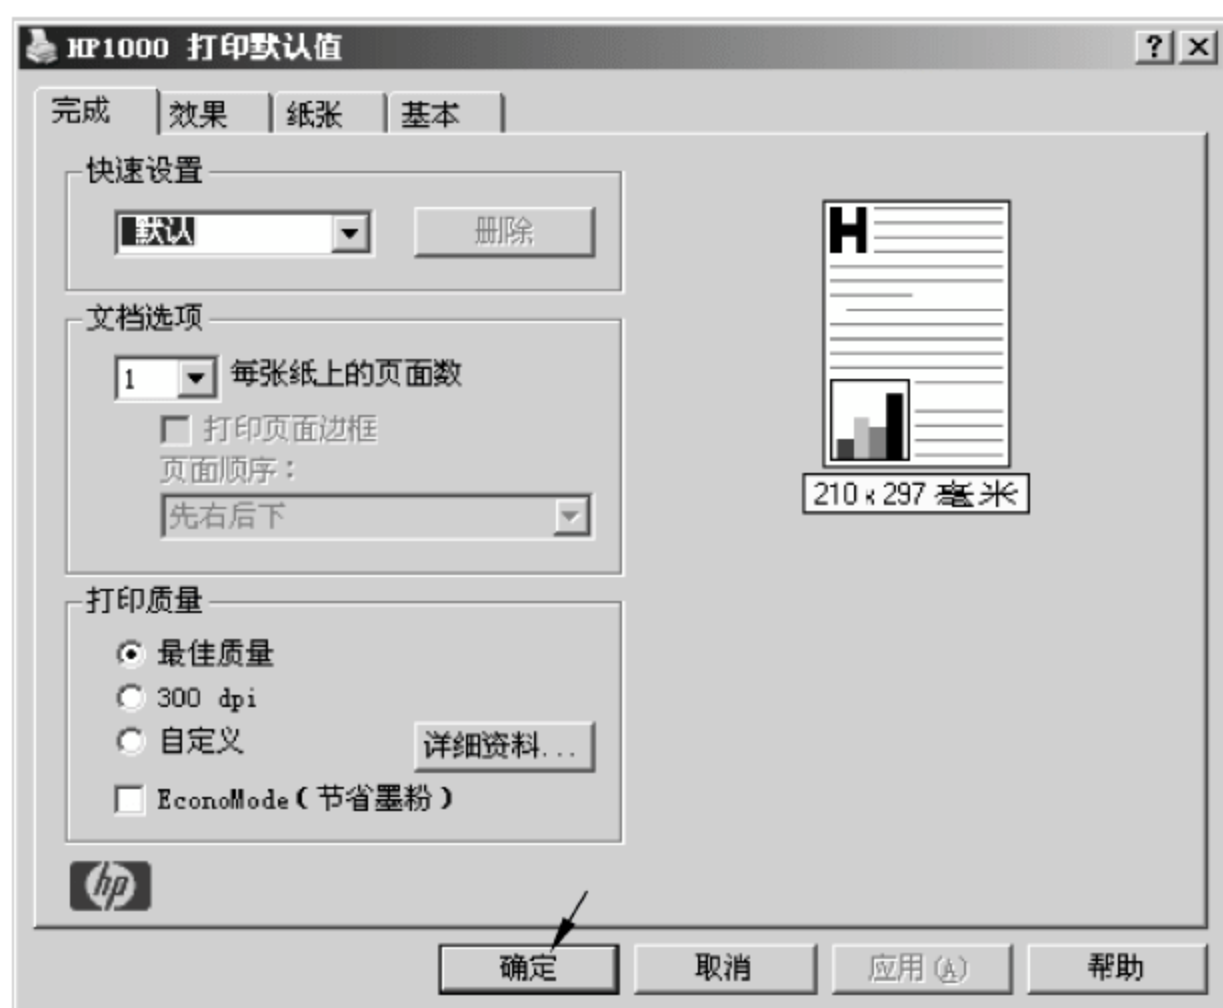 HP1000 打印默认值
完成 效果 纸张 基本
快速设置
默认 删除
文档选项
1 每张纸上的页面数
打印页面边框
页面顺序：
先右后下
打印质量
最佳质量
300 dpi
自定义 详细资料...
EconoMode（节省墨粉）
H
210 x 297 毫米
hp
确定 取消 应用(A) 帮助